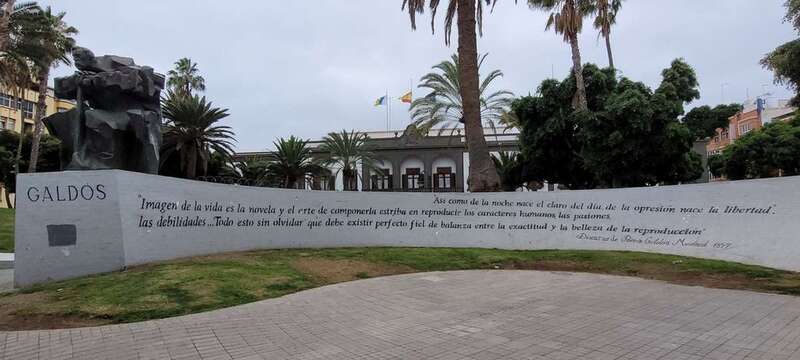 GALDÓS
Así como de la noche nace el claro del día de la opresión nace la libertad".
"Imagen de la vida es la novela y el arte de componerla estriba en reproducir los caracteres humanos, las pasiones,
las debilidades...Todo esto sin olvidar que debe existir perfecto fiel de balanza entre la exactitud y la belleza de la reproducción"
Discurso de Pérez Galdós. Madrid 1897